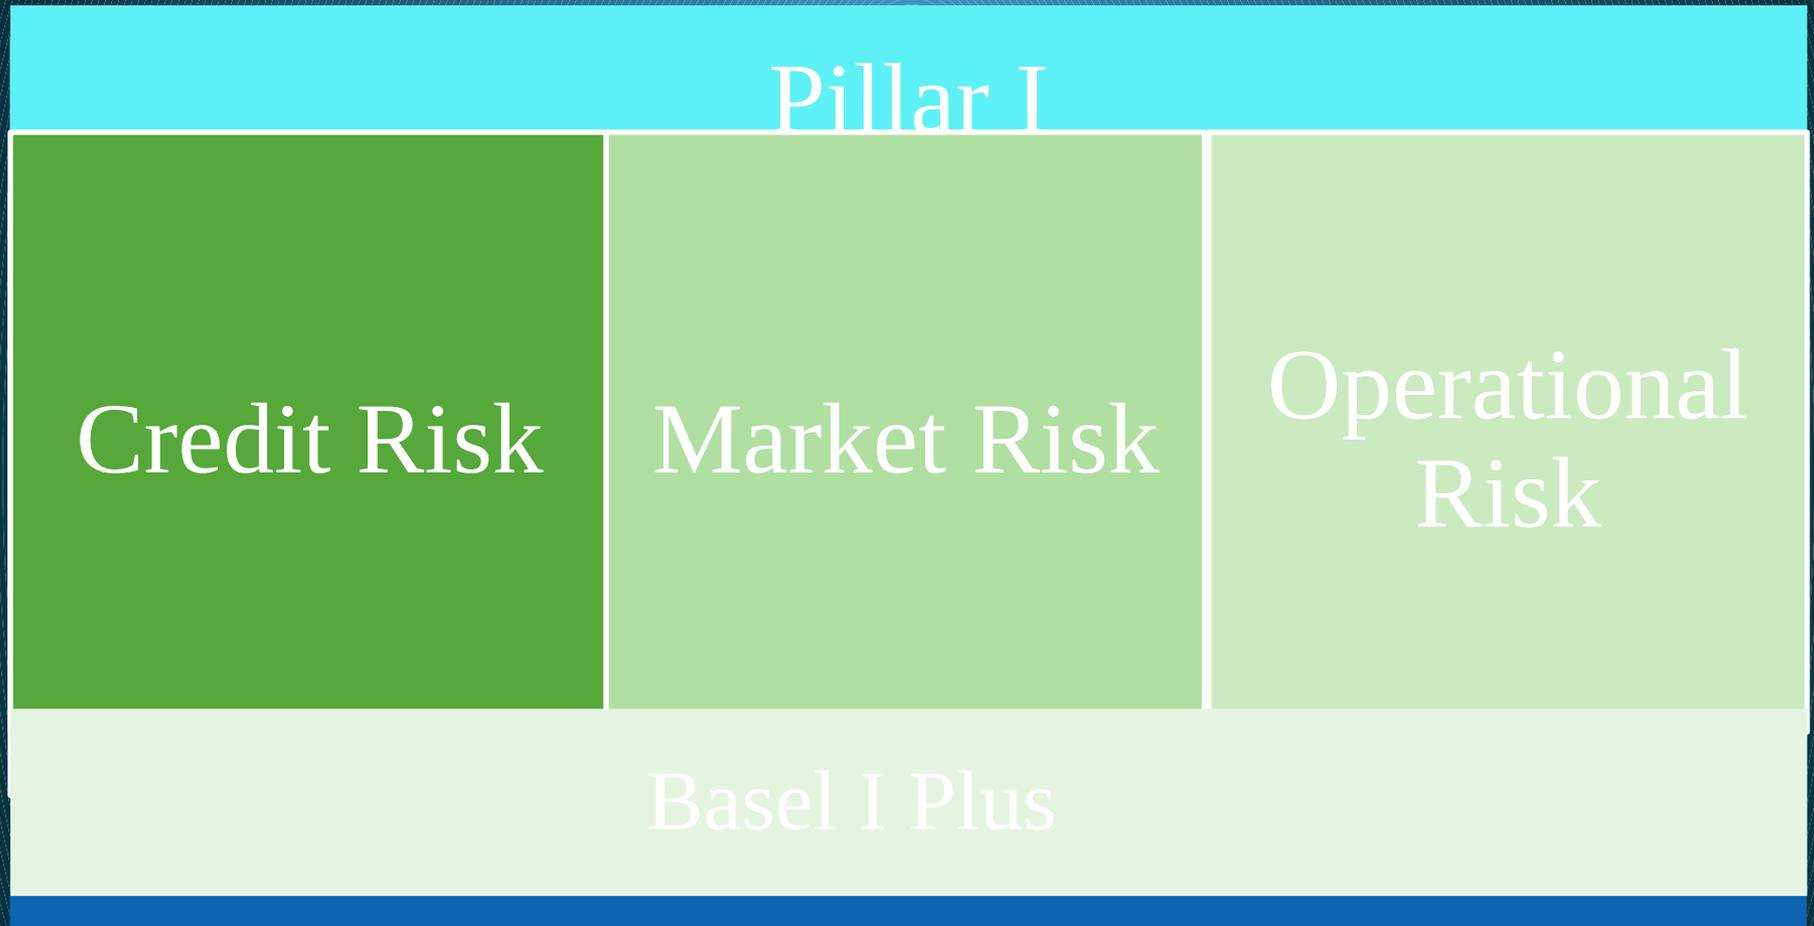 Pillar I
Credit Risk
Market Risk
Operational
Risk
Basel I Plus